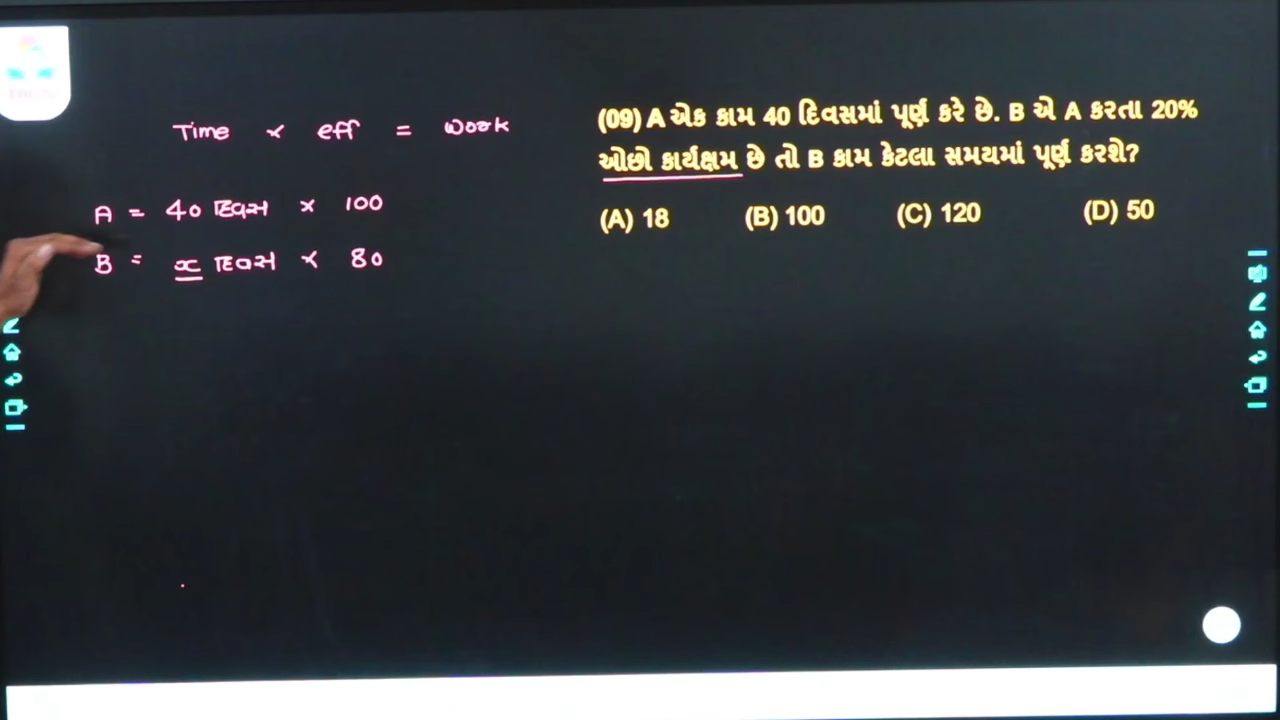 Time × eff = Work
A = 40 દિવસ × 100
B = x દિવસ × 80
(09) A એક કામ 40 દિવસમાં પૂર્ણ કરે છે. B એ A કરતા 20%
ઓછો કાર્યક્ષમ છે તો B કામ કેટલા સમયમાં પૂર્ણ કરશે?
(A) 18 (B) 100 (C) 120 (D) 50